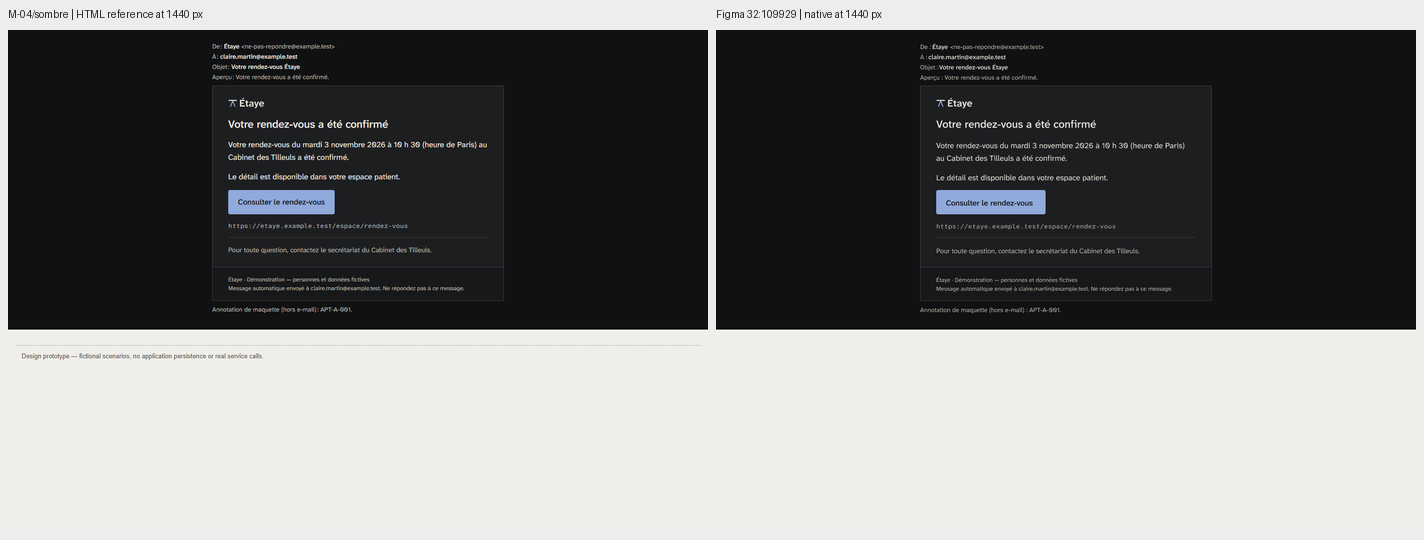 M-04/sombre | HTML reference at 1440 px
De : Étaye <ne-pas-repondre@example.test>
À : claire.martin@example.test
Objet : Votre rendez-vous Étaye
Aperçu : Votre rendez-vous a été confirmé.
Étaye
Votre rendez-vous a été confirmé
Votre rendez-vous du mardi 3 novembre 2026 à 10 h 30 (heure de Paris) au
Cabinet des Tilleuls a été confirmé.
Le détail est disponible dans votre espace patient.
Consulter le rendez-vous
https://etaye.example.test/espace/rendez-vous
Pour toute question, contactez le secrétariat du Cabinet des Tilleuls.
Étaye · Démonstration — personnes et données fictives
Message automatique envoyé à claire.martin@example.test. Ne répondez pas à ce message.
Annotation de maquette (hors e-mail) : APT-A-001.
Design prototype — fictional scenarios, no application persistence or real service calls.
Figma 32:109929 | native at 1440 px
De : Étaye <ne-pas-repondre@example.test>
À : claire.martin@example.test
Objet : Votre rendez-vous Étaye
Aperçu : Votre rendez-vous a été confirmé.
Étaye
Votre rendez-vous a été confirmé
Votre rendez-vous du mardi 3 novembre 2026 à 10 h 30 (heure de Paris)
au Cabinet des Tilleuls a été confirmé.
Le détail est disponible dans votre espace patient.
Consulter le rendez-vous
https://etaye.example.test/espace/rendez-vous
Pour toute question, contactez le secrétariat du Cabinet des Tilleuls.
Étaye · Démonstration — personnes et données fictives
Message automatique envoyé à claire.martin@example.test. Ne répondez pas à ce message.
Annotation de maquette (hors e-mail) : APT-A-001.